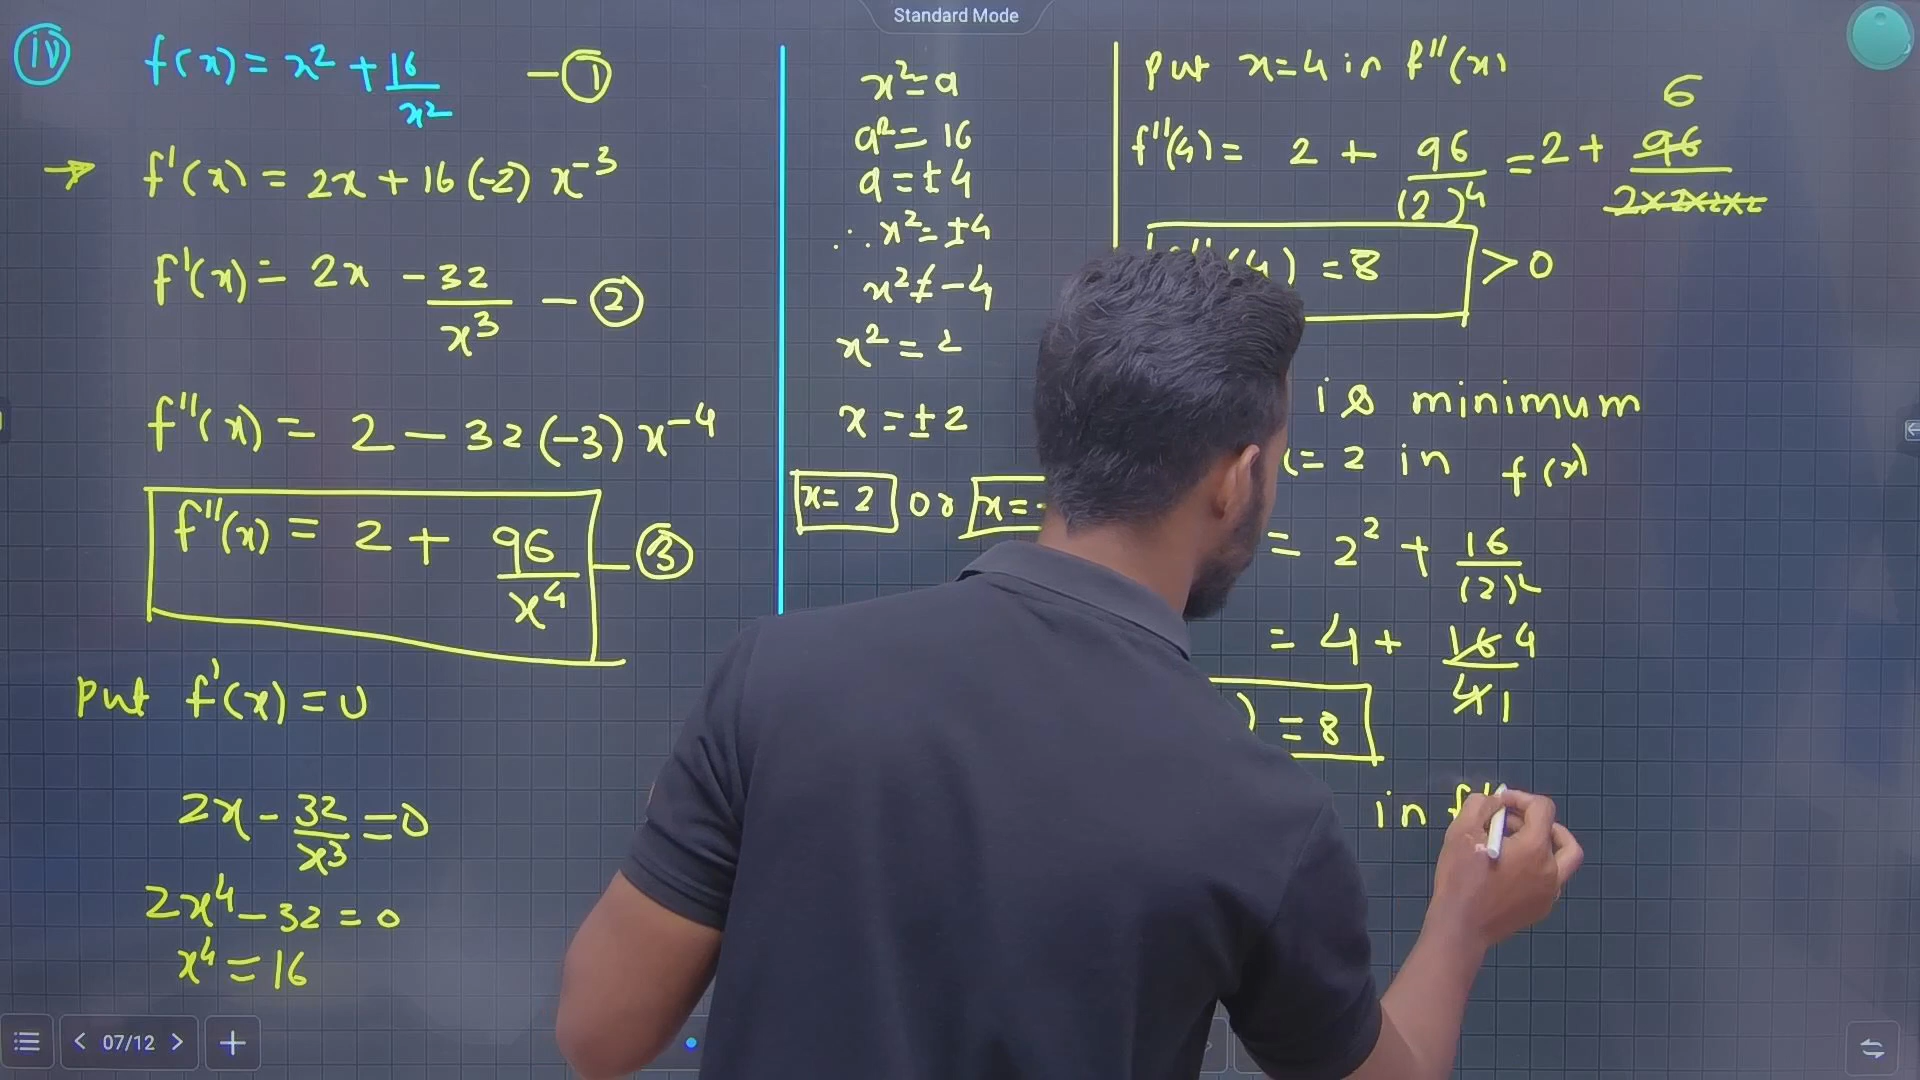 Standard Mode
(iv) f(x) = x² + 16/x² — ①
→ f'(x) = 2x + 16(-2) x⁻³
f'(x) = 2x - 32/x³ — ②
f''(x) = 2 - 32(-3) x⁻⁴
f''(x) = 2 + 96/x⁴ — ③
put f'(x) = 0
2x - 32/x³ = 0
2x⁴ - 32 = 0
x⁴ = 16
x² = a
a² = 16
a = ±4
∴ x² = ±4
x² ≠ -4
x² = 2
x = ±2
x = 2 or x = -
put x = 4 in f''(x)
f''(4) = 2 + 96/(2)⁴ = 2 + 96/2×2×2×2 6
(4) = 8 > 0
is minimum
= 2 in f(x)
= 2² + 16/(2)²
= 4 + 16/4 4 1
) = 8
in f'
07/12